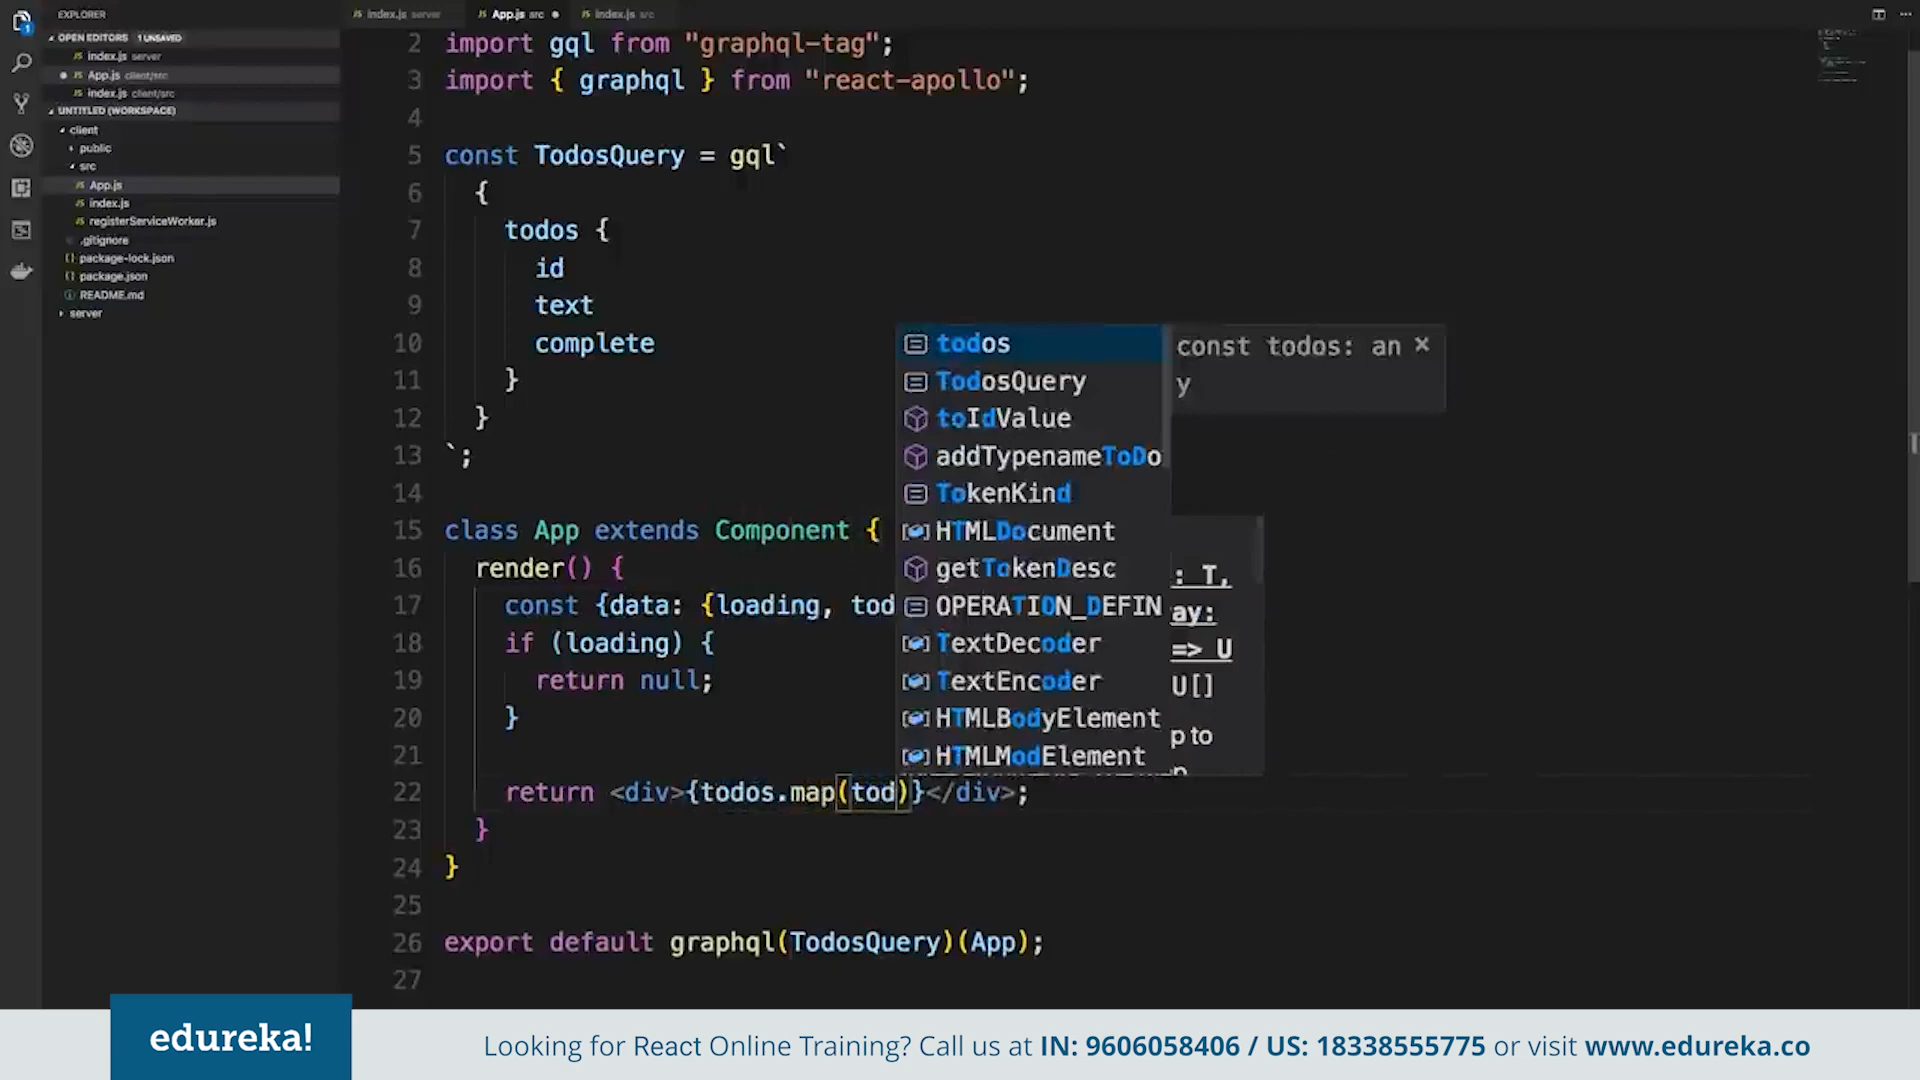 EXPLORER
OPEN EDITORS 1 UNSAVED
index.js server
App.js client/src
index.js client/src
UNTITLED (WORKSPACE)
client
public
src
App.js
index.js
registerServiceWorker.js
.gitignore
package-lock.json
package.json
README.md
server
index.js server
App.js src
index.js src
2 import gql from "graphql-tag";
3 import { graphql } from "react-apollo";
4
5 const TodosQuery = gql`
6 {
7 todos {
8 id
9 text
10 complete
11 }
12 }
13 `;
14
15 class App extends Component {
16 render() {
17 const {data: {loading, tod
18 if (loading) {
19 return null;
20 }
21
22 return <div>{todos.map(tod)}</div>;
23 }
24 }
25
26 export default graphql(TodosQuery)(App);
27
todos
TodosQuery
toIdValue
addTypenameToDo
TokenKind
HTMLDocument
getTokenDesc
OPERATION_DEFIN
TextDecoder
TextEncoder
HTMLBodyElement
HTMLModElement
const todos: an ×
y
: T,
ay:
=> U
U[]
p to
edureka!
Looking for React Online Training? Call us at IN: 9606058406 / US: 18338555775 or visit www.edureka.co